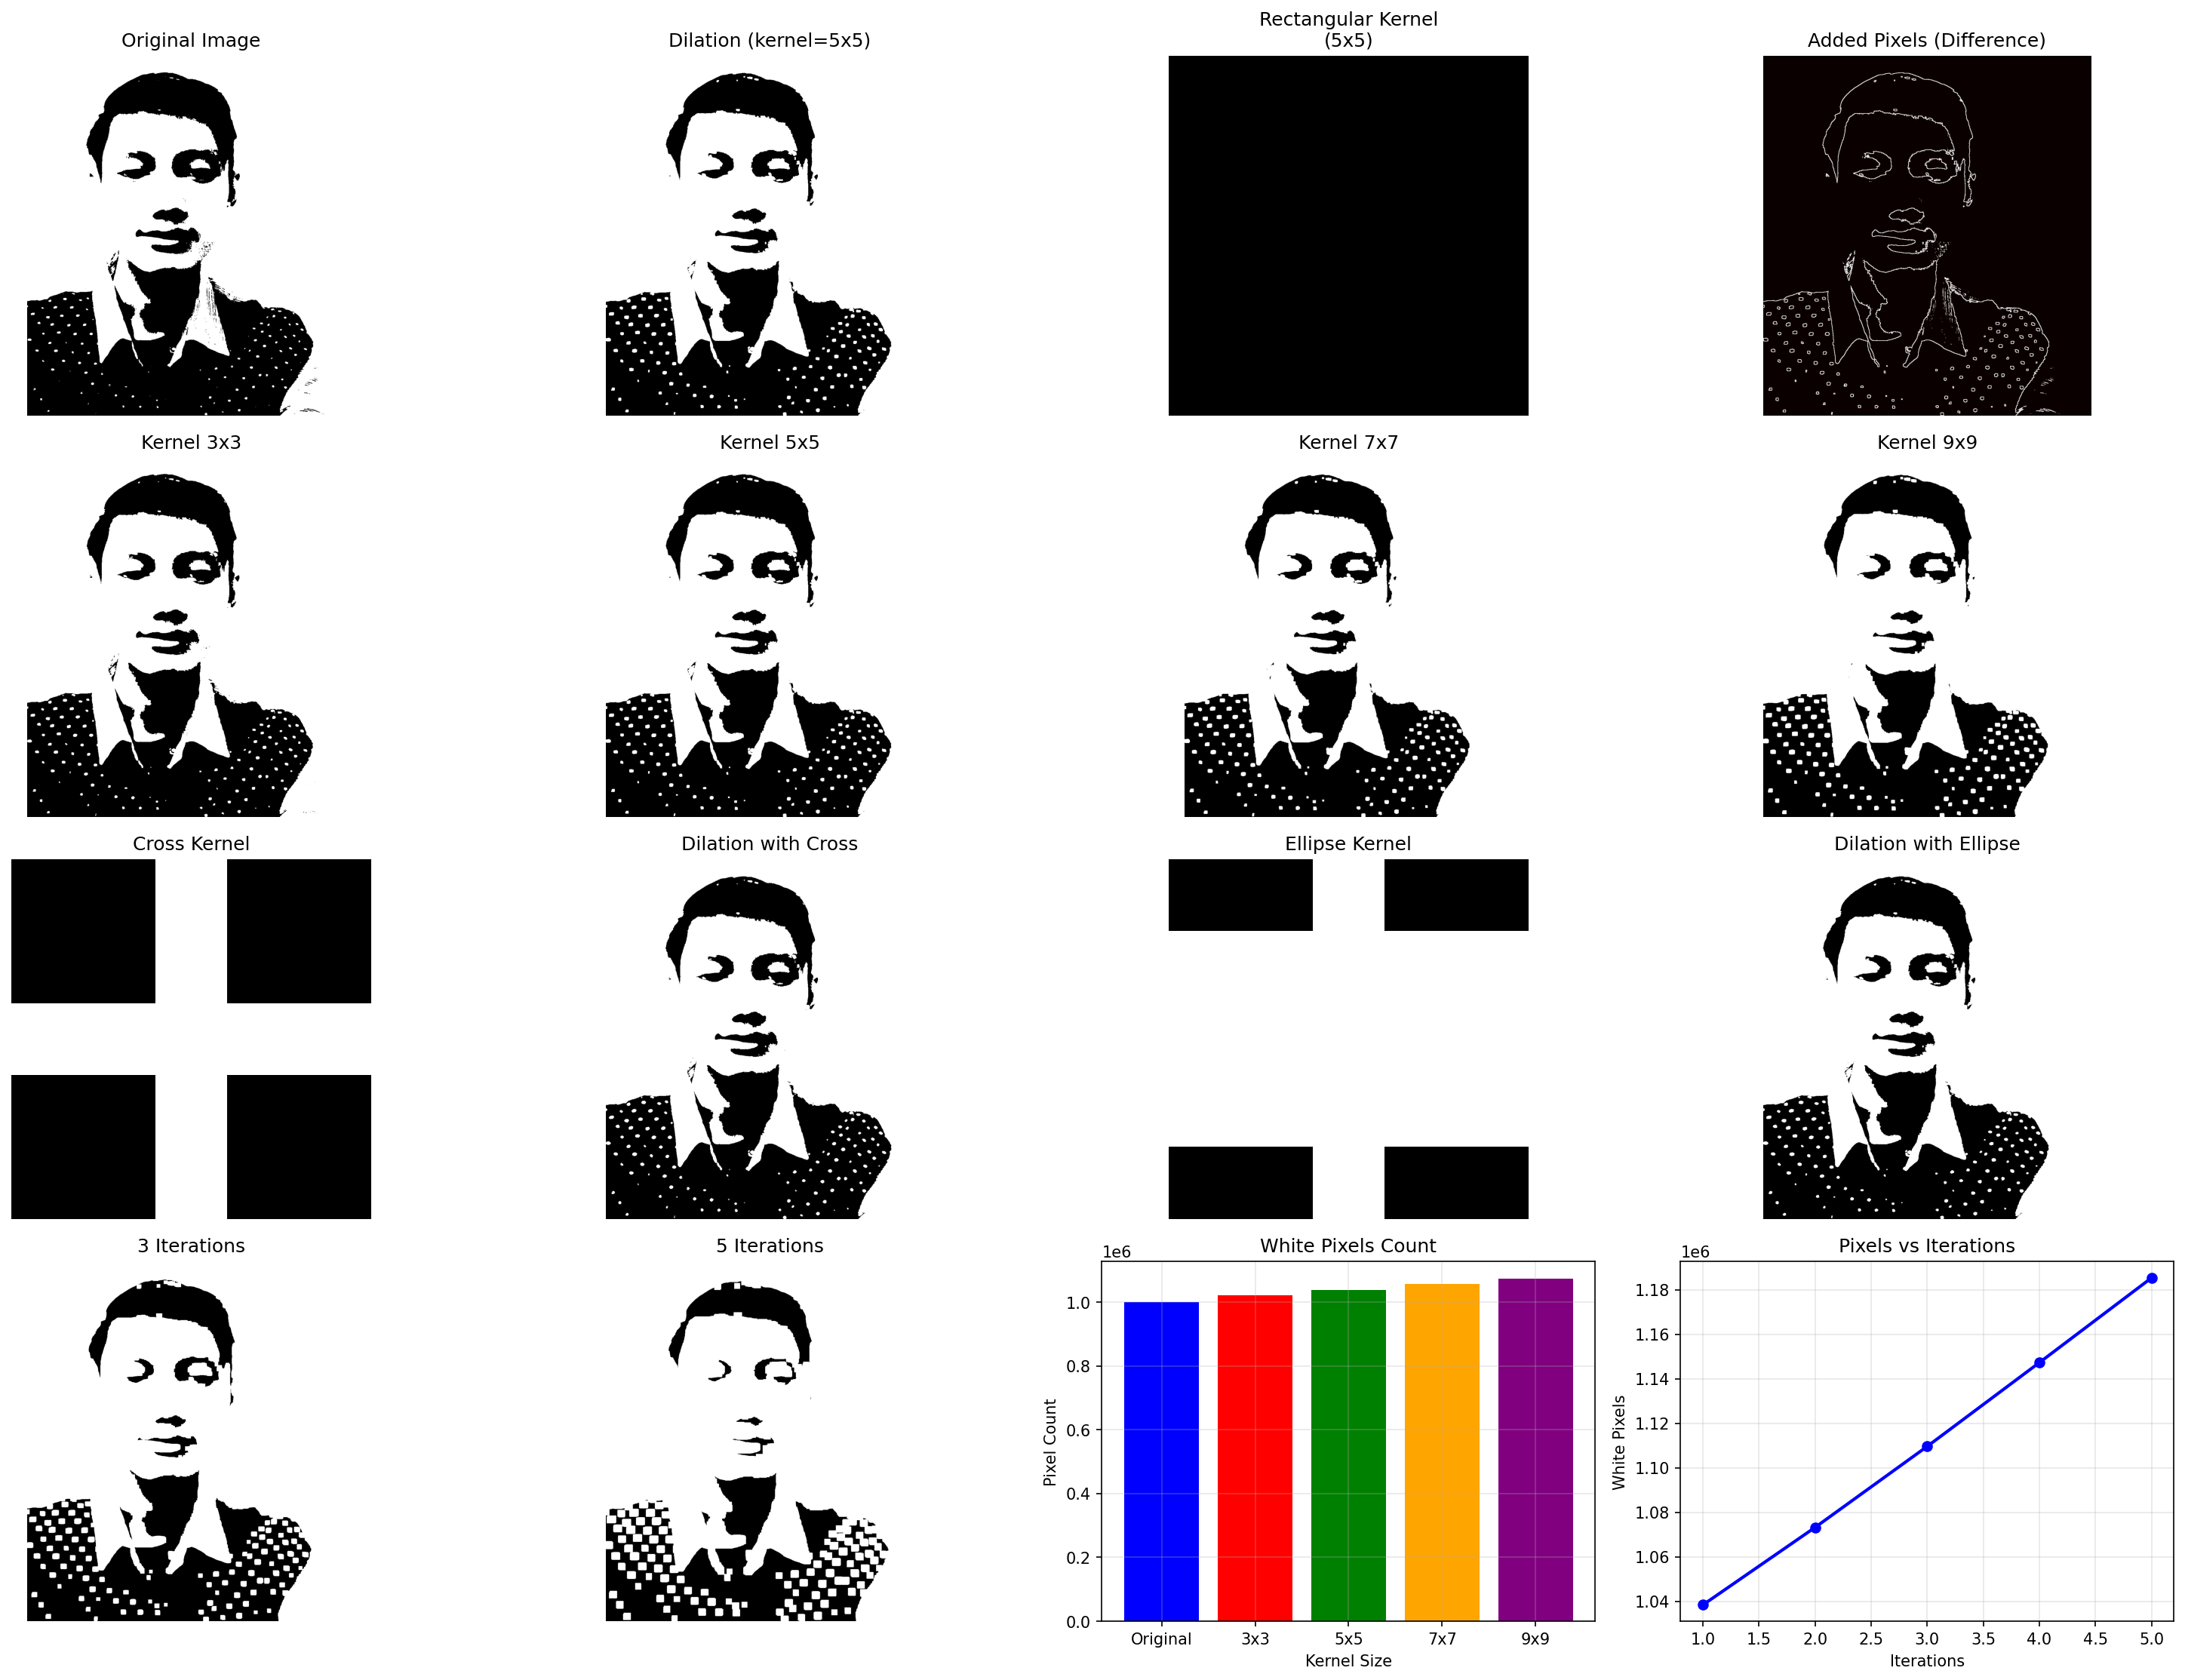 Original Image
Dilation (kernel=5x5)
Rectangular Kernel
(5x5)
Added Pixels (Difference)
Kernel 3x3
Kernel 5x5
Kernel 7x7
Kernel 9x9
Cross Kernel
Dilation with Cross
Ellipse Kernel
Dilation with Ellipse
3 Iterations
5 Iterations
White Pixels Count
1e6
Pixel Count
1.0
0.8
0.6
0.4
0.2
0.0
Original
3x3
5x5
7x7
9x9
Kernel Size
Pixels vs Iterations
1e6
White Pixels
1.18
1.16
1.14
1.12
1.10
1.08
1.06
1.04
1.0
1.5
2.0
2.5
3.0
3.5
4.0
4.5
5.0
Iterations